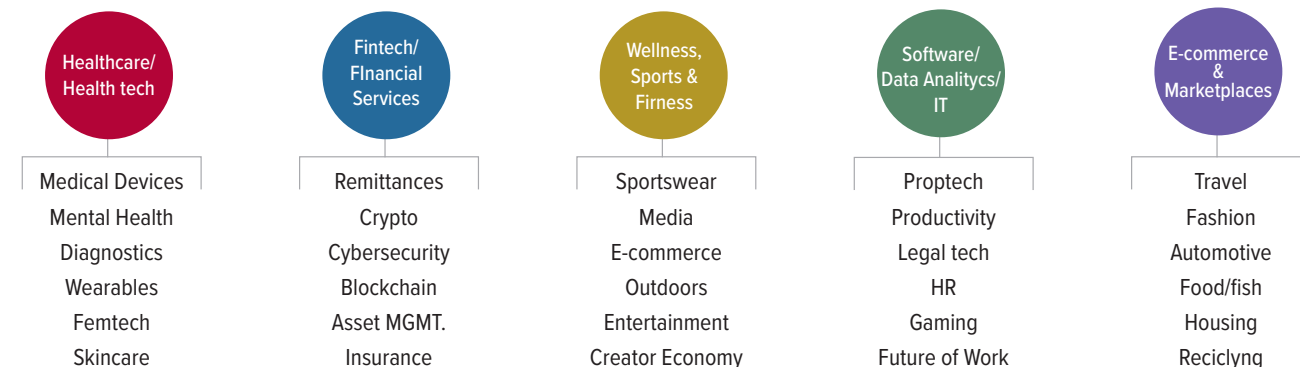 Healthcare/
Health tech
Medical Devices
Mental Health
Diagnostics
Wearables
Femtech
Skincare
Fintech/
FInancial
Services
Remittances
Crypto
Cybersecurity
Blockchain
Asset MGMT.
Insurance
Wellness,
Sports &
Firness
Sportswear
Media
E-commerce
Outdoors
Entertainment
Creator Economy
Software/
Data Analitycs/
IT
Proptech
Productivity
Legal tech
HR
Gaming
Future of Work
E-commerce
&
Marketplaces
Travel
Fashion
Automotive
Food/fish
Housing
Reciclyng